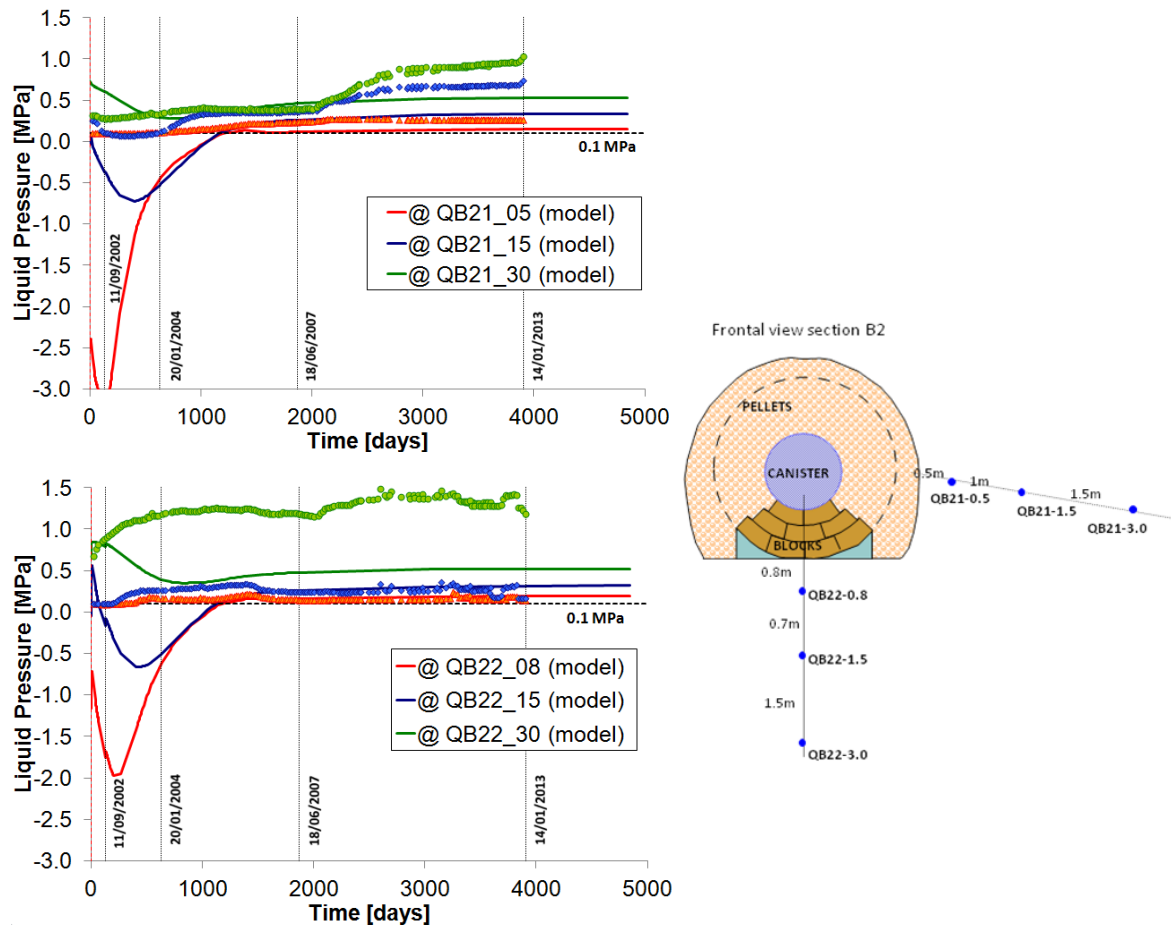 1.5
1.0
0.5
0.0
-0.5
-1.0
-1.5
-2.0
-2.5
-3.0
Liquid Pressure [MPa]
0.1 MPa
@ QB21_05 (model)
@ QB21_15 (model)
@ QB21_30 (model)
11/09/2002
20/01/2004
18/06/2007
14/01/2013
0 1000 2000 3000 4000 5000
Time [days]
1.5
1.0
0.5
0.0
-0.5
-1.0
-1.5
-2.0
-2.5
-3.0
Liquid Pressure [MPa]
0.1 MPa
@ QB22_08 (model)
@ QB22_15 (model)
@ QB22_30 (model)
11/09/2002
20/01/2004
18/06/2007
14/01/2013
0 1000 2000 3000 4000 5000
Time [days]
Frontal view section B2
PELLETS
CANISTER
BLOCKS
0.5m
1m
1.5m
QB21-0.5
QB21-1.5
QB21-3.0
0.8m
QB22-0.8
0.7m
QB22-1.5
1.5m
QB22-3.0